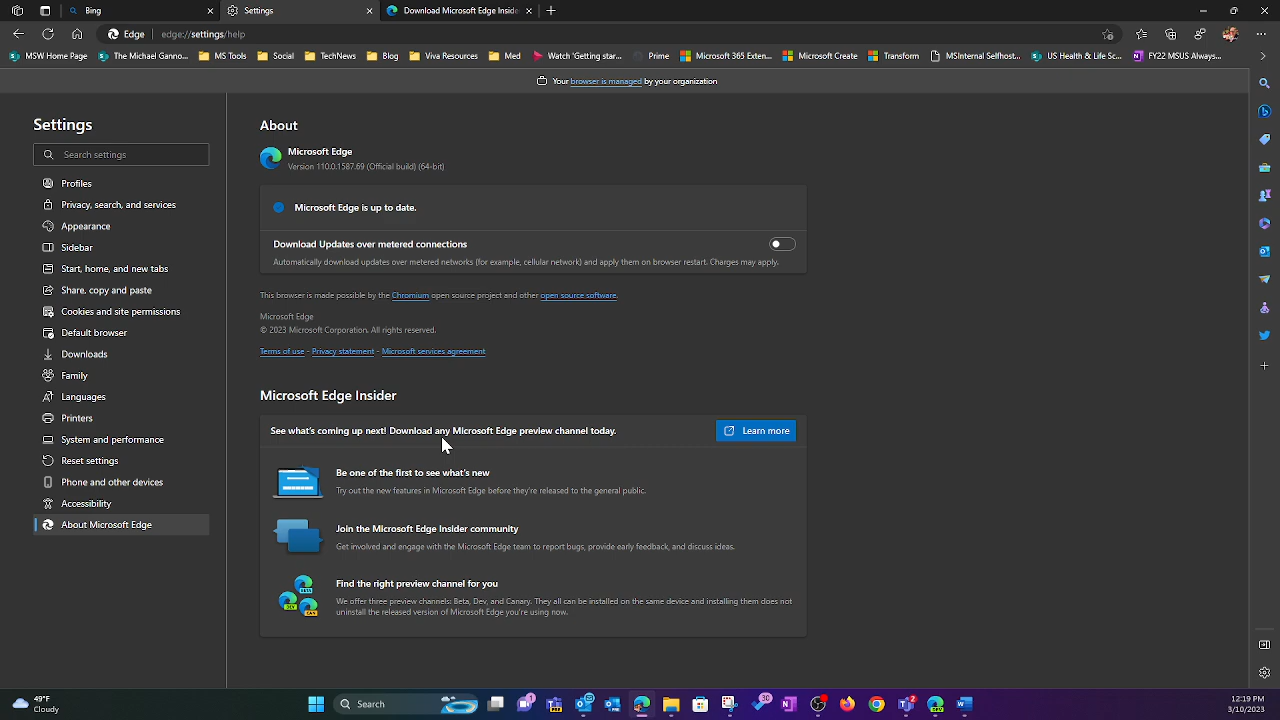 Bing
Settings
Download Microsoft Edge Inside
Edge edge://settings/help
MSW Home Page
The Michael Ganno...
MS Tools
Social
TechNews
Blog
Viva Resources
Med
Watch 'Getting star...
Prime
Microsoft 365 Exten...
Microsoft Create
Transform
MSInternal Selfhost...
US Health & Life Sc...
FY22 MSUS Always...
Your browser is managed by your organization
Settings
Search settings
Profiles
Privacy, search, and services
Appearance
Sidebar
Start, home, and new tabs
Share, copy and paste
Cookies and site permissions
Default browser
Downloads
Family
Languages
Printers
System and performance
Reset settings
Phone and other devices
Accessibility
About Microsoft Edge
About
Microsoft Edge
Version 110.0.1587.69 (Official build) (64-bit)
Microsoft Edge is up to date.
Download Updates over metered connections
Automatically download updates over metered networks (for example, cellular network) and apply them on browser restart. Charges may apply.
This browser is made possible by the Chromium open source project and other open source software.
Microsoft Edge
© 2023 Microsoft Corporation. All rights reserved.
Terms of use - Privacy statement - Microsoft services agreement
Microsoft Edge Insider
See what's coming up next! Download any Microsoft Edge preview channel today.
Learn more
Be one of the first to see what's new
Try out the new features in Microsoft Edge before they're released to the general public.
Join the Microsoft Edge Insider community
Get involved and engage with the Microsoft Edge team to report bugs, provide early feedback, and discuss ideas.
BETA
DEV
CAN
Find the right preview channel for you
We offer three preview channels: Beta, Dev, and Canary. They all can be installed on the same device and installing them does not
uninstall the released version of Microsoft Edge you're using now.
49°F
Cloudy
Search
1
30
2
12:19 PM
3/10/2023